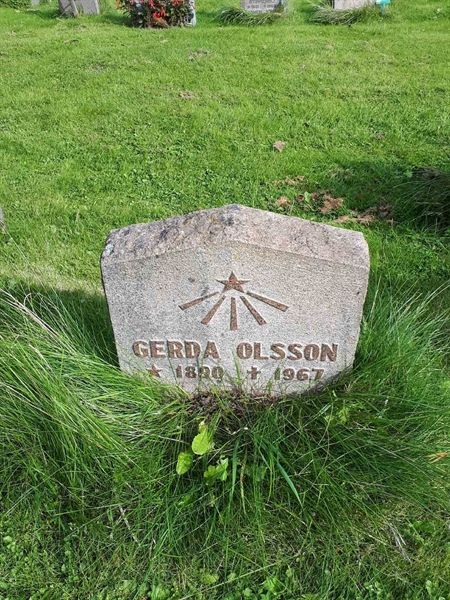 GERDA OLSSON
★ 1890 ✝ 1967